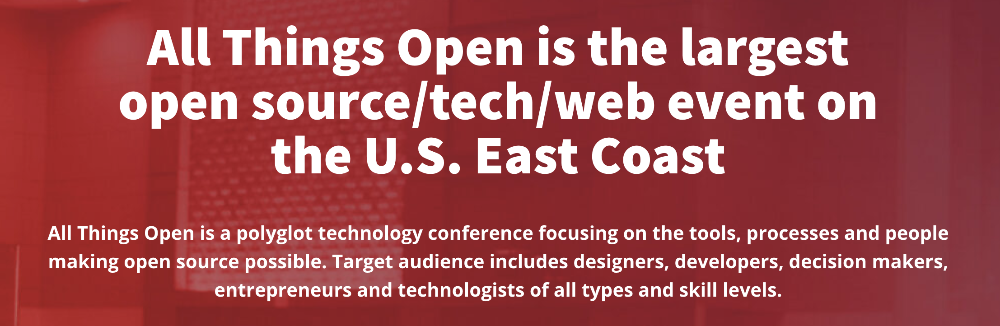 All Things Open is the largest
open source/tech/web event on
the U.S. East Coast
All Things Open is a polyglot technology conference focusing on the tools, processes and people
making open source possible. Target audience includes designers, developers, decision makers,
entrepreneurs and technologists of all types and skill levels.